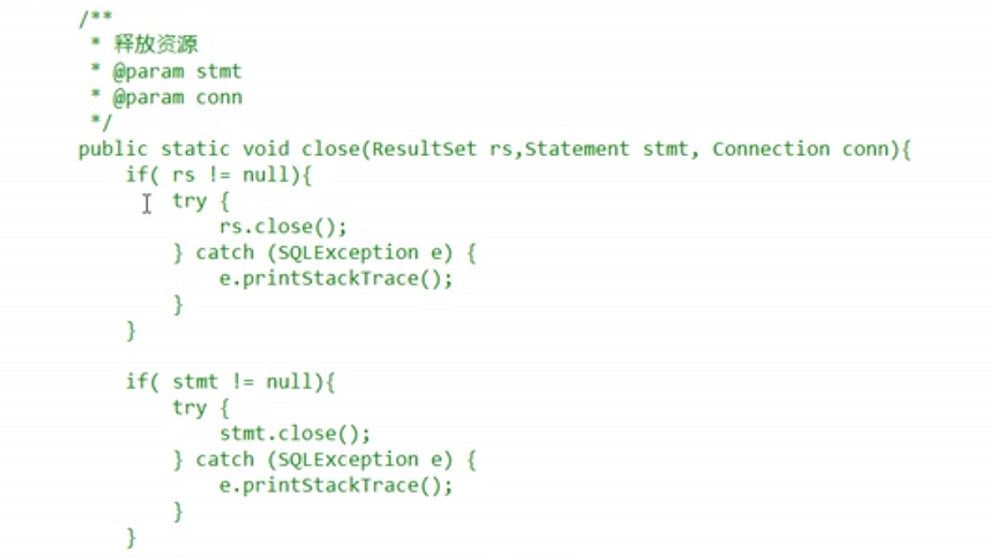 /**
 * 释放资源
 * @param stmt
 * @param conn
 */
public static void close(ResultSet rs,Statement stmt, Connection conn){
    if( rs != null){
        try {
            rs.close();
        } catch (SQLException e) {
            e.printStackTrace();
        }
    }

    if( stmt != null){
        try {
            stmt.close();
        } catch (SQLException e) {
            e.printStackTrace();
        }
    }